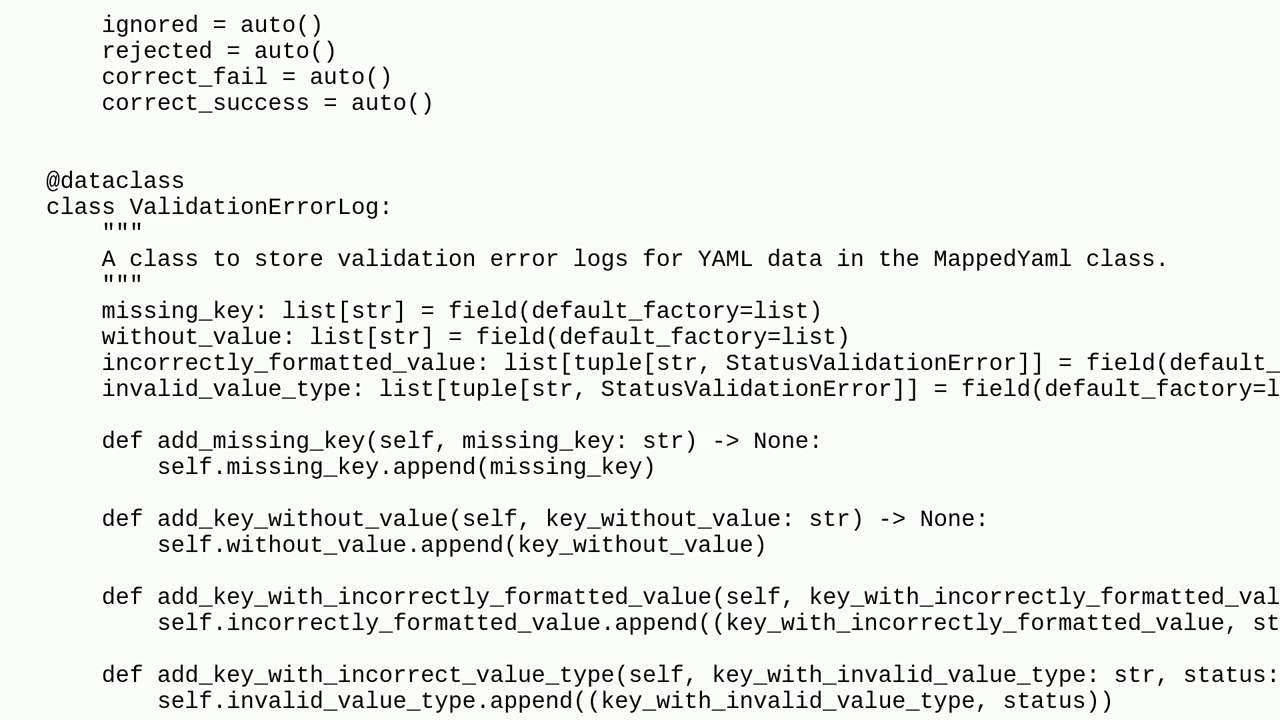 ignored = auto()
rejected = auto()
correct_fail = auto()
correct_success = auto()
@dataclass
class ValidationErrorLog:
"""
A class to store validation error logs for YAML data in the MappedYaml class.
"""
missing_key: list[str] = field(default_factory=list)
without_value: list[str] = field(default_factory=list)
incorrectly_formatted_value: list[tuple[str, StatusValidationError]] = field(default_
invalid_value_type: list[tuple[str, StatusValidationError]] = field(default_factory=l
def add_missing_key(self, missing_key: str) -> None:
self.missing_key.append(missing_key)
def add_key_without_value(self, key_without_value: str) -> None:
self.without_value.append(key_without_value)
def add_key_with_incorrectly_formatted_value(self, key_with_incorrectly_formatted_val
self.incorrectly_formatted_value.append((key_with_incorrectly_formatted_value, st
def add_key_with_incorrect_value_type(self, key_with_invalid_value_type: str, status:
self.invalid_value_type.append((key_with_invalid_value_type, status))